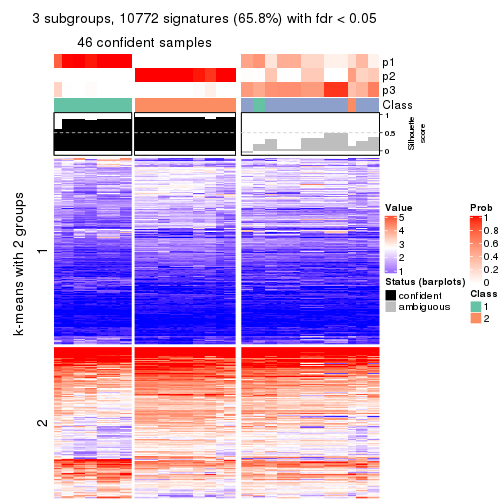 3 subgroups, 10772 signatures (65.8%) with fdr < 0.05
46 confident samples
p1
p2
p3
Class
1
0.5
0
Silhouette
score
k-means with 2 groups
1
2
Value
5
4
3
2
1
Status (barplots)
confident
ambiguous
Prob
1
0.8
0.6
0.4
0.2
0
Class
1
2